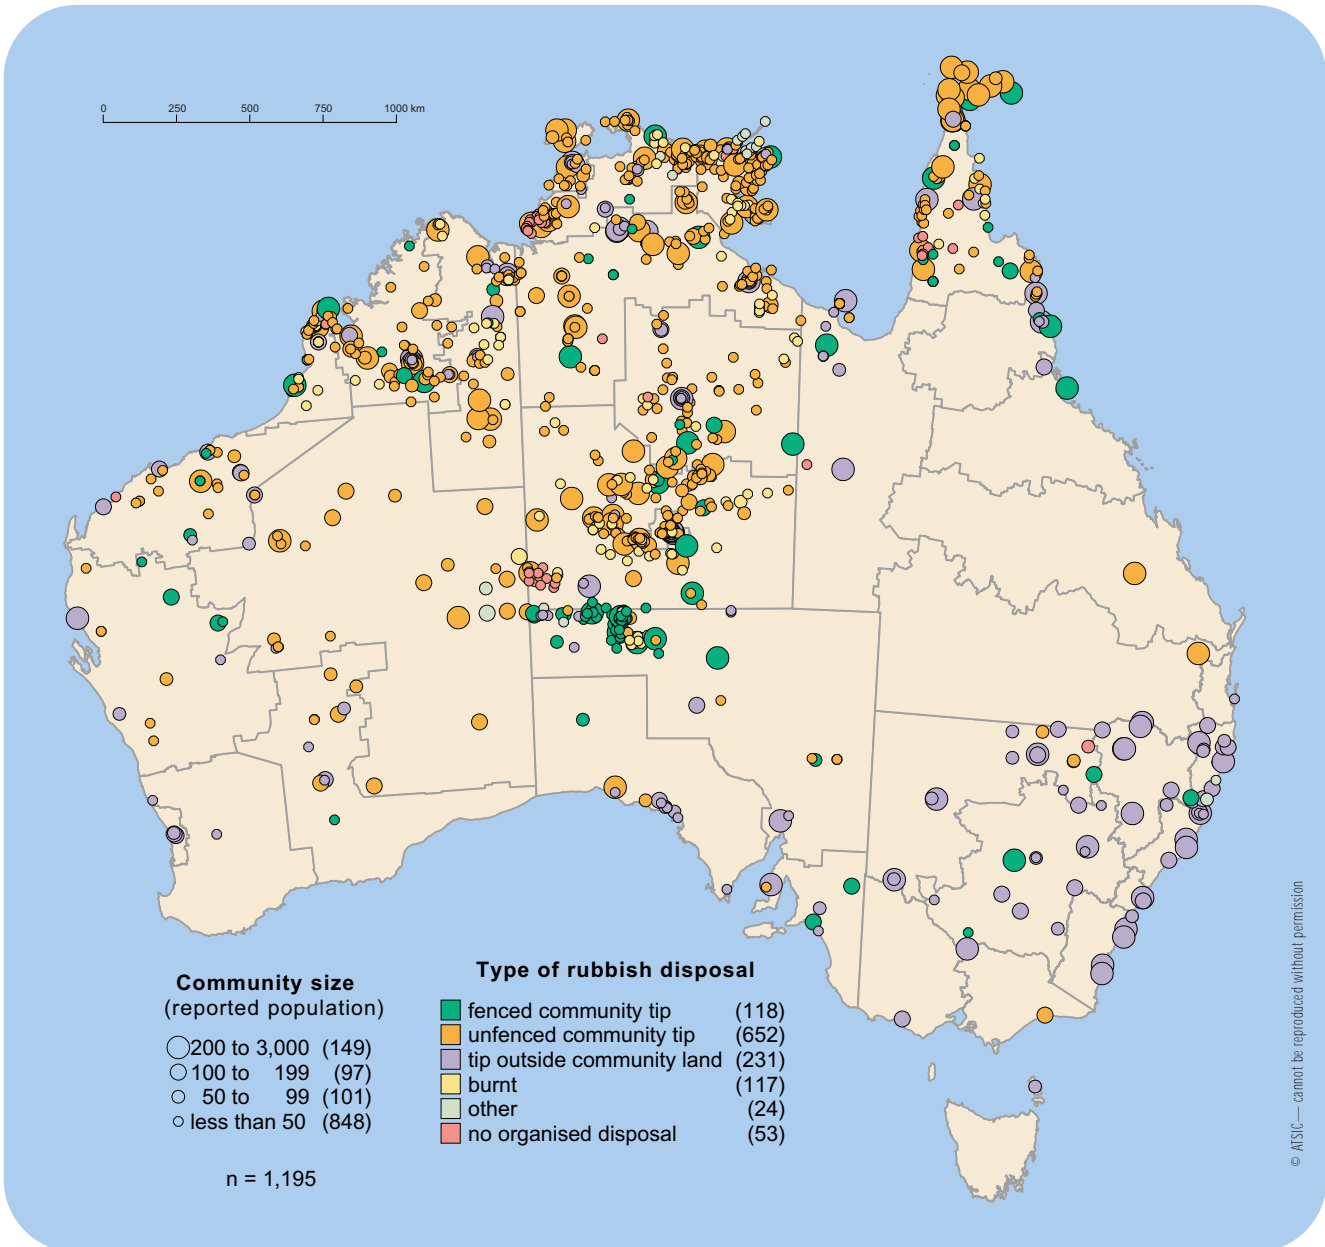 0 250 500 750 1000 km
Community size
(reported population)
200 to 3,000 (149)
100 to 199 (97)
50 to 99 (101)
less than 50 (848)
n = 1,195
Type of rubbish disposal
fenced community tip (118)
unfenced community tip (652)
tip outside community land (231)
burnt (117)
other (24)
no organised disposal (53)
© ATSIC — cannot be reproduced without permission